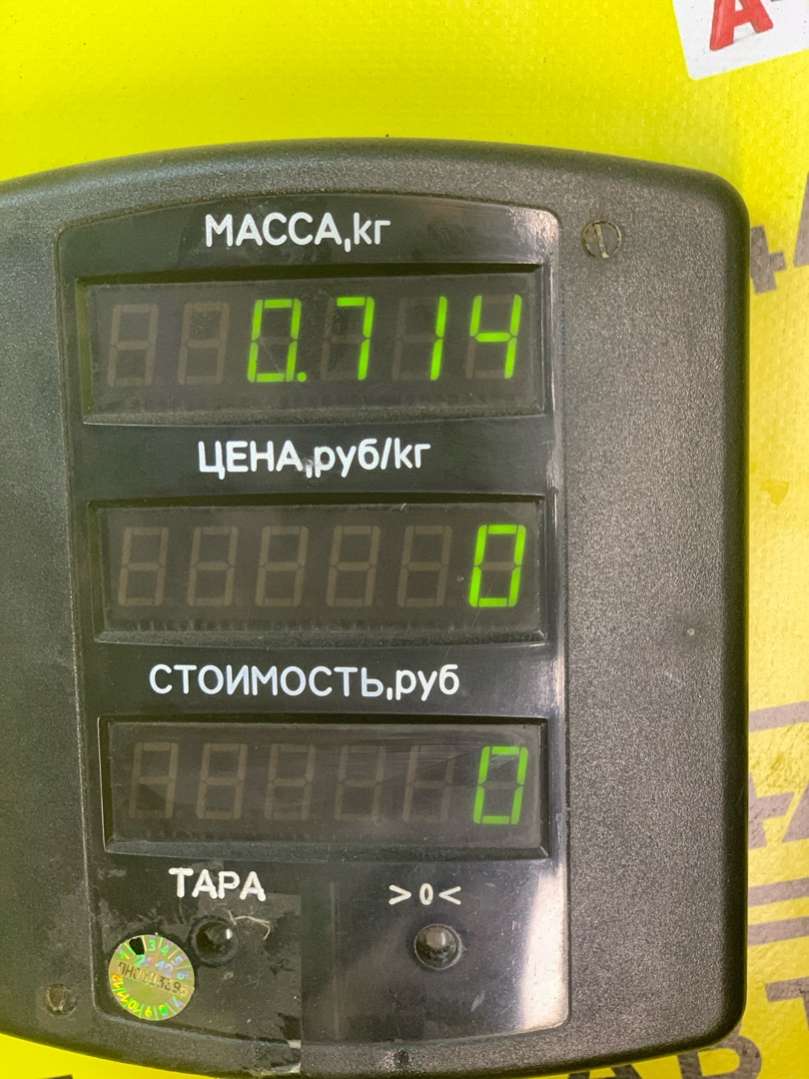 А-
МАССА,кг
0.714
ЦЕНА,руб/кг
0
СТОИМОСТЬ,руб
0
ТАРА
>0<